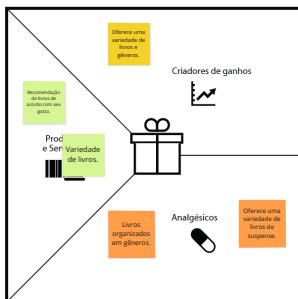 Oferece uma
variedade de
livros e
gêneros.
Criadores de ganhos
Recomendação
de livros de
acordo com seu
gosto.
Prod
e Ser
Variedade
de livros.
Livros
organizados
em gêneros.
Analgésicos
Oferece uma
variedade de
livros de
suspense.